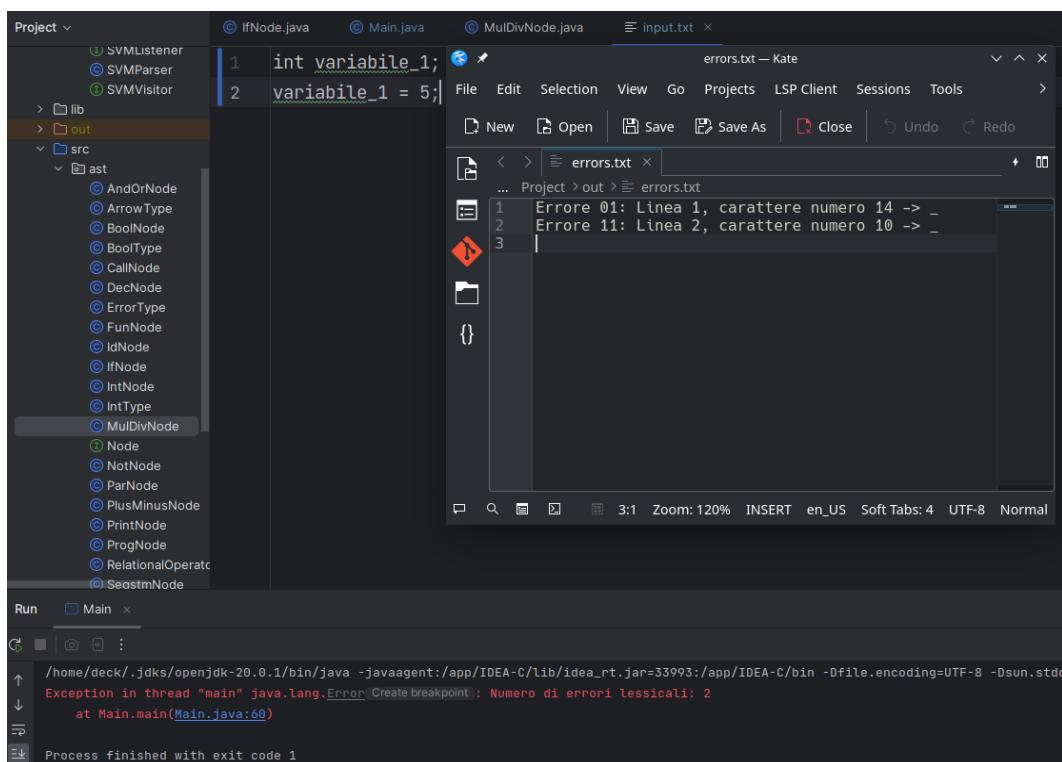 Project
IfNode.java
Main.java
MulDivNode.java
input.txt
SVMListener
SVMParser
SVMVisitor
lib
out
src
ast
AndOrNode
ArrowType
BoolNode
BoolType
CallNode
DecNode
ErrorType
FunNode
IdNode
IfNode
IntNode
IntType
MulDivNode
Node
NotNode
ParNode
PlusMinusNode
PrintNode
ProgNode
RelationalOperato
SeqstmNode
1 int variabile_1;
2 variabile_1 = 5;
errors.txt — Kate
File Edit Selection View Go Projects LSP Client Sessions Tools
New Open Save Save As Close Undo Redo
errors.txt
... Project > out > errors.txt
1 Errore 01: Linea 1, carattere numero 14 -> _
2 Errore 11: Linea 2, carattere numero 10 -> _
3
3:1 Zoom: 120% INSERT en_US Soft Tabs: 4 UTF-8 Normal
Run Main
/home/deck/.jdks/openjdk-20.0.1/bin/java -javaagent:/app/IDEA-C/lib/idea_rt.jar=33993:/app/IDEA-C/bin -Dfile.encoding=UTF-8 -Dsun.stdo
Exception in thread "main" java.lang.Error Create breakpoint : Numero di errori lessicali: 2
at Main.main(Main.java:60)
Process finished with exit code 1